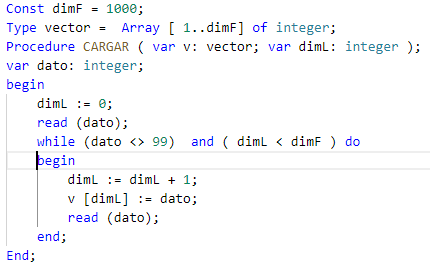 Const dimF = 1000;
Type vector =  Array [ 1..dimF] of integer;
Procedure CARGAR ( var v: vector; var dimL: integer );
var dato: integer;
begin
    dimL := 0;
    read (dato);
    while (dato <> 99)  and ( dimL < dimF ) do
    begin
        dimL := dimL + 1;
        v [dimL] := dato;
        read (dato);
    end;
End;